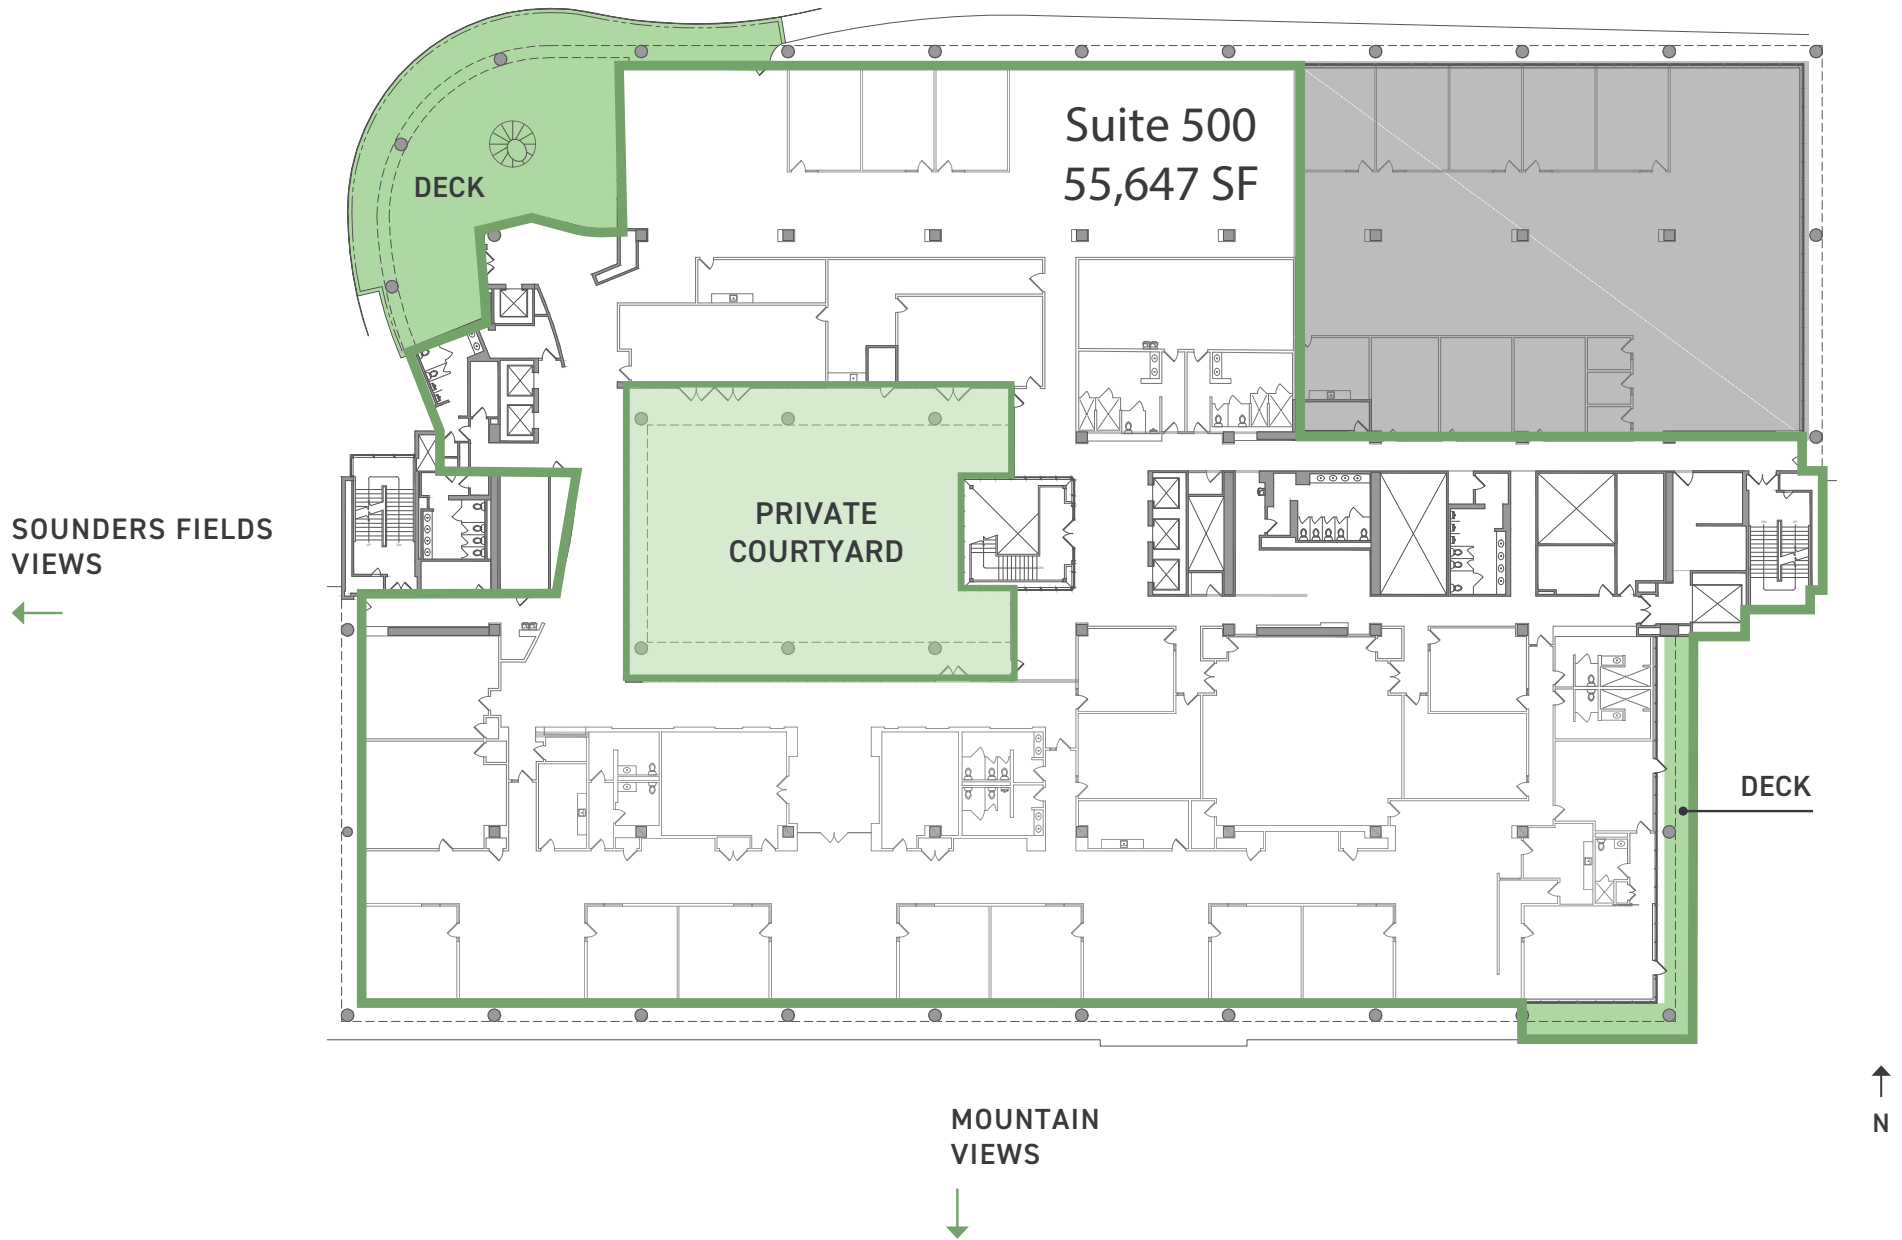 Suite 500
55,647 SF
DECK
PRIVATE
COURTYARD
SOUNDERS FIELDS
VIEWS
DECK
MOUNTAIN
VIEWS
N